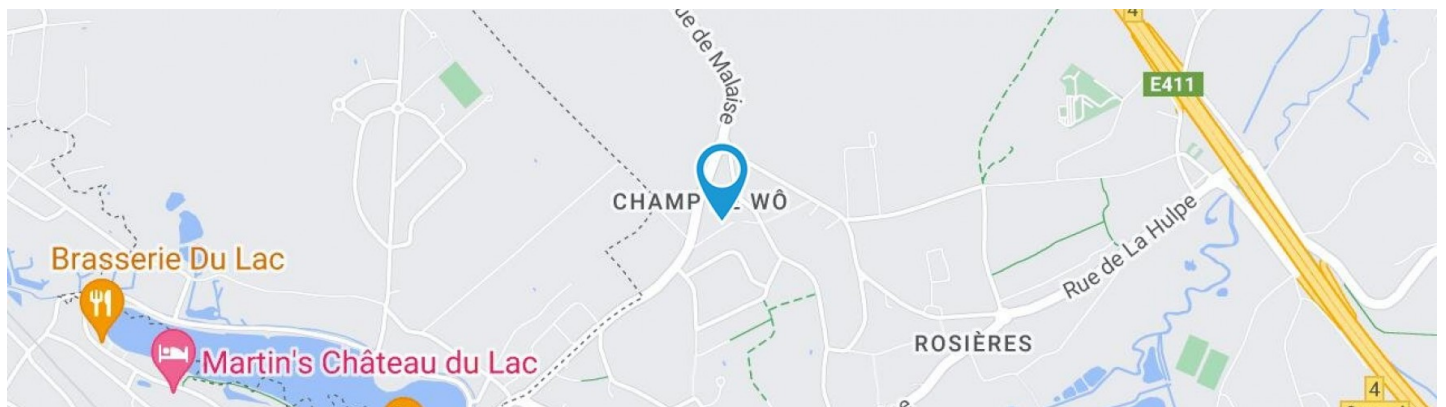 4
ue de Malaise
E411
CHAMP WÔ
Rue de La Hulpe
Brasserie Du Lac
Martin's Château du Lac
ROSIÈRES
4